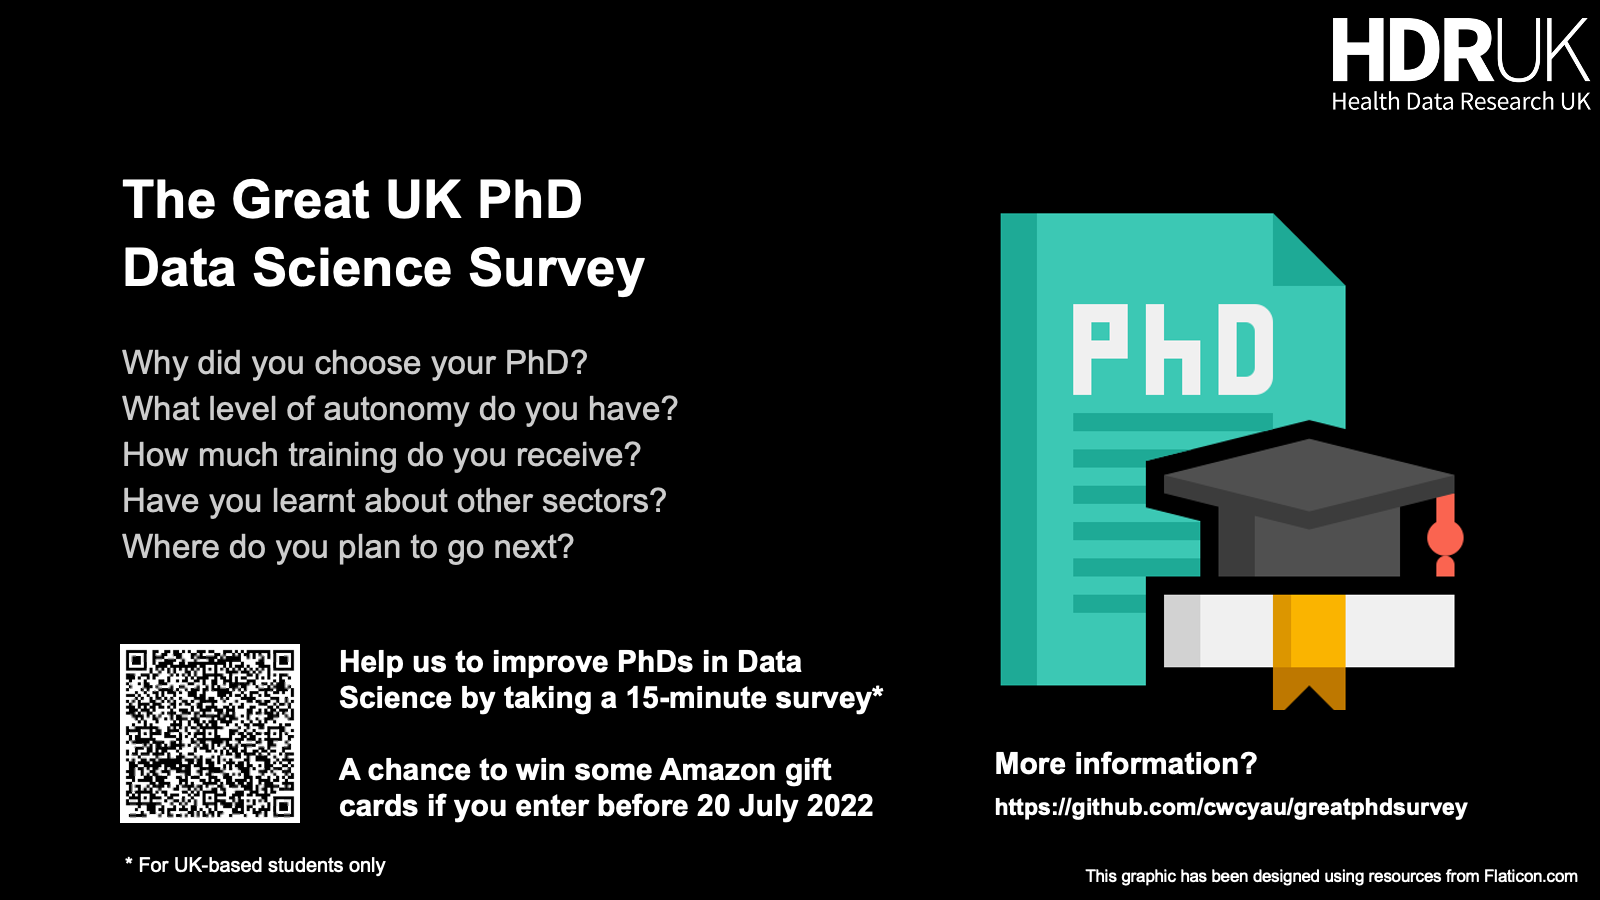 HDRUK
Health Data Research UK
The Great UK PhD
Data Science Survey
Why did you choose your PhD?
What level of autonomy do you have?
How much training do you receive?
Have you learnt about other sectors?
Where do you plan to go next?
PhD
Help us to improve PhDs in Data
Science by taking a 15-minute survey*
A chance to win some Amazon gift
cards if you enter before 20 July 2022
* For UK-based students only
More information?
https://github.com/cwcyau/greatphdsurvey
This graphic has been designed using resources from Flaticon.com